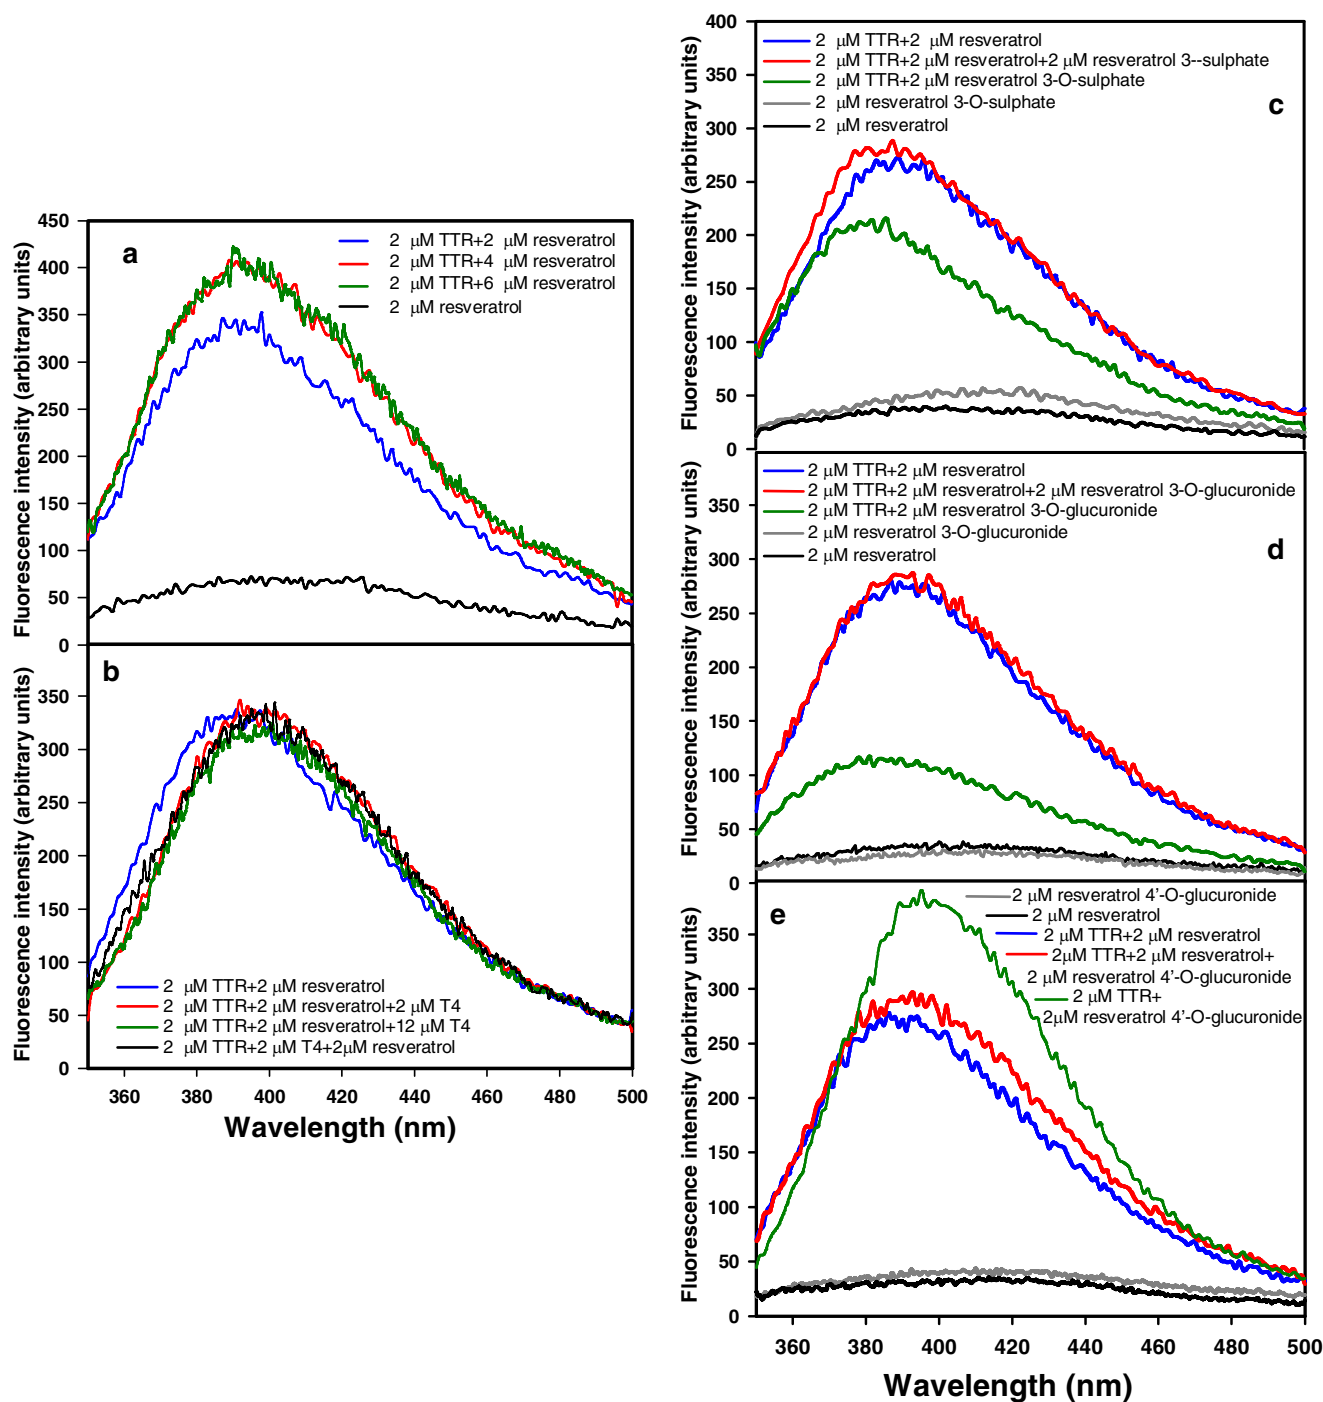 a
Fluorescence intensity (arbitrary units)
450
400
350
300
250
200
150
100
50
0
2 μM TTR+2 μM resveratrol
2 μM TTR+4 μM resveratrol
2 μM TTR+6 μM resveratrol
2 μM resveratrol
b
Fluorescence intensity (arbitrary units)
350
300
250
200
150
100
50
0
2 μM TTR+2 μM resveratrol
2 μM TTR+2 μM resveratrol+2 μM T4
2 μM TTR+2 μM resveratrol+12 μM T4
2 μM TTR+2 μM T4+2μM resveratrol
360 380 400 420 440 460 480 500
Wavelength (nm)
c
Fluorescence intensity (arbitrary units)
400
350
300
250
200
150
100
50
0
2 μM TTR+2 μM resveratrol
2 μM TTR+2 μM resveratrol+2 μM resveratrol 3--sulphate
2 μM TTR+2 μM resveratrol 3-O-sulphate
2 μM resveratrol 3-O-sulphate
2 μM resveratrol
d
Fluorescence intensity (arbitrary units)
350
300
250
200
150
100
50
0
2 μM TTR+2 μM resveratrol
2 μM TTR+2 μM resveratrol+2 μM resveratrol 3-O-glucuronide
2 μM TTR+2 μM resveratrol 3-O-glucuronide
2 μM resveratrol 3-O-glucuronide
2 μM resveratrol
e
Fluorescence intensity (arbitrary units)
350
300
250
200
150
100
50
0
2 μM resveratrol 4'-O-glucuronide
2 μM resveratrol
2 μM TTR+2 μM resveratrol
2μM TTR+2 μM resveratrol+
2 μM resveratrol 4'-O-glucuronide
2 μM TTR+
2μM resveratrol 4'-O-glucuronide
360 380 400 420 440 460 480 500
Wavelength (nm)